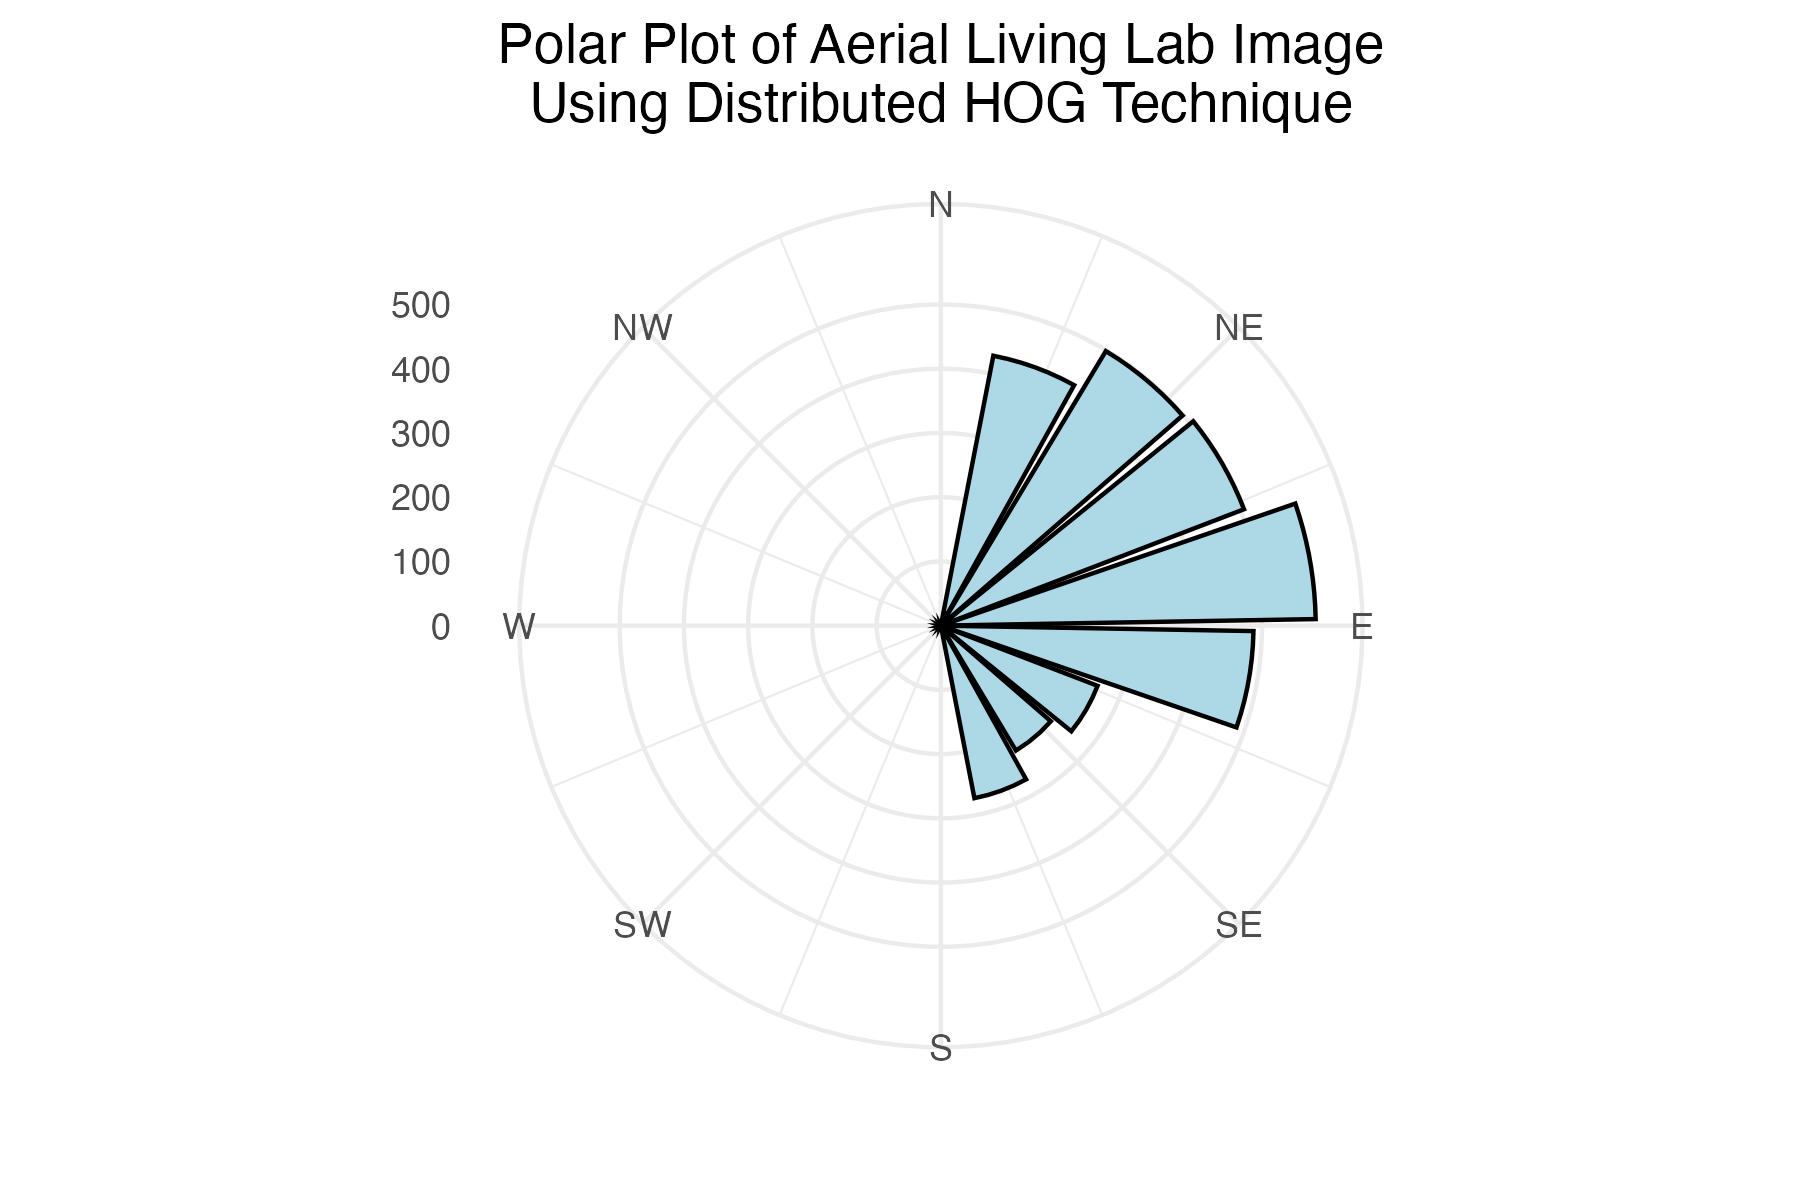 Polar Plot of Aerial Living Lab Image
Using Distributed HOG Technique
N
500
NW
NE
400
300
200
100
0
W
E
SW
SE
S